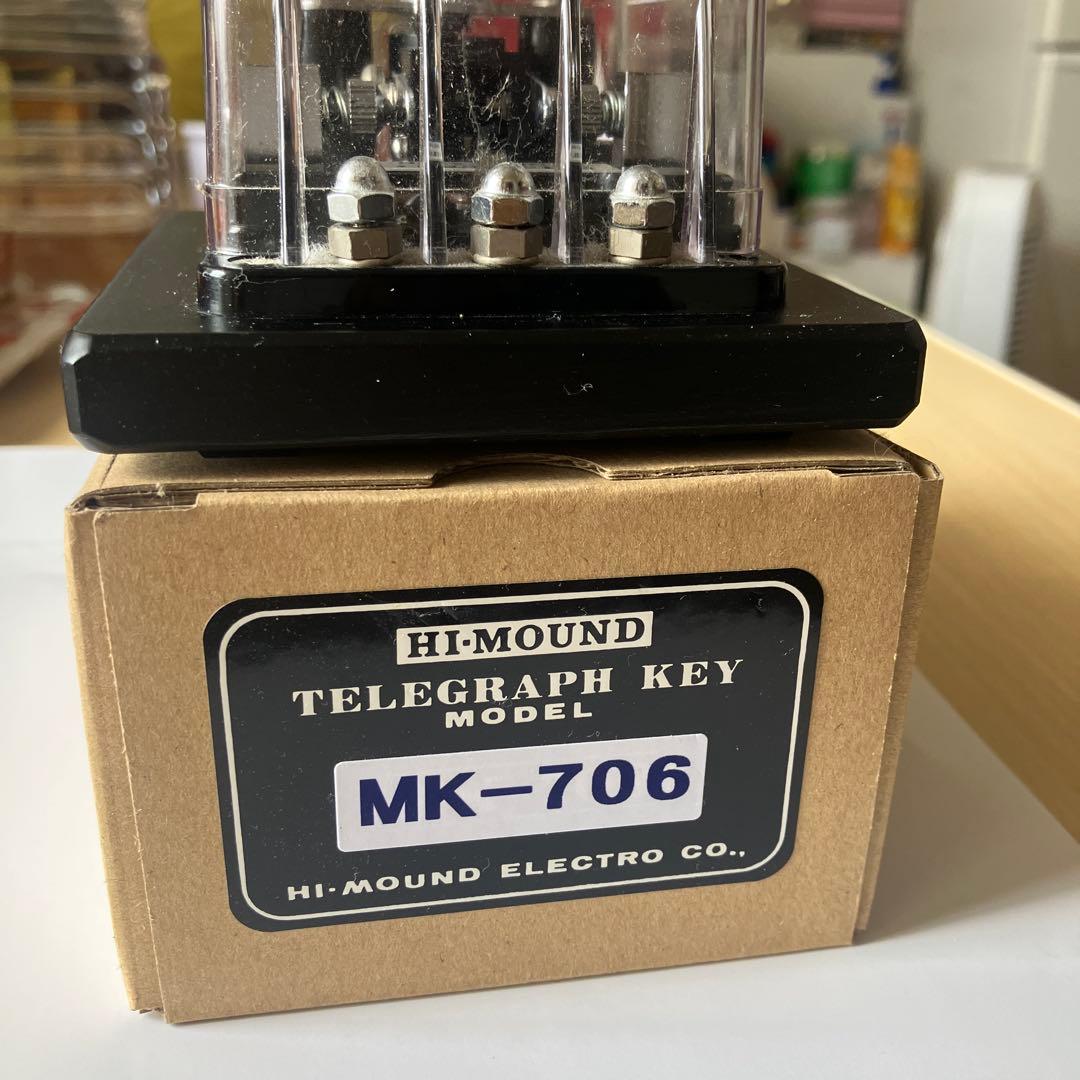 HI-MOUND
TELEGRAPH KEY
MODEL
MK-706
HI-MOUND ELECTRO CO.,